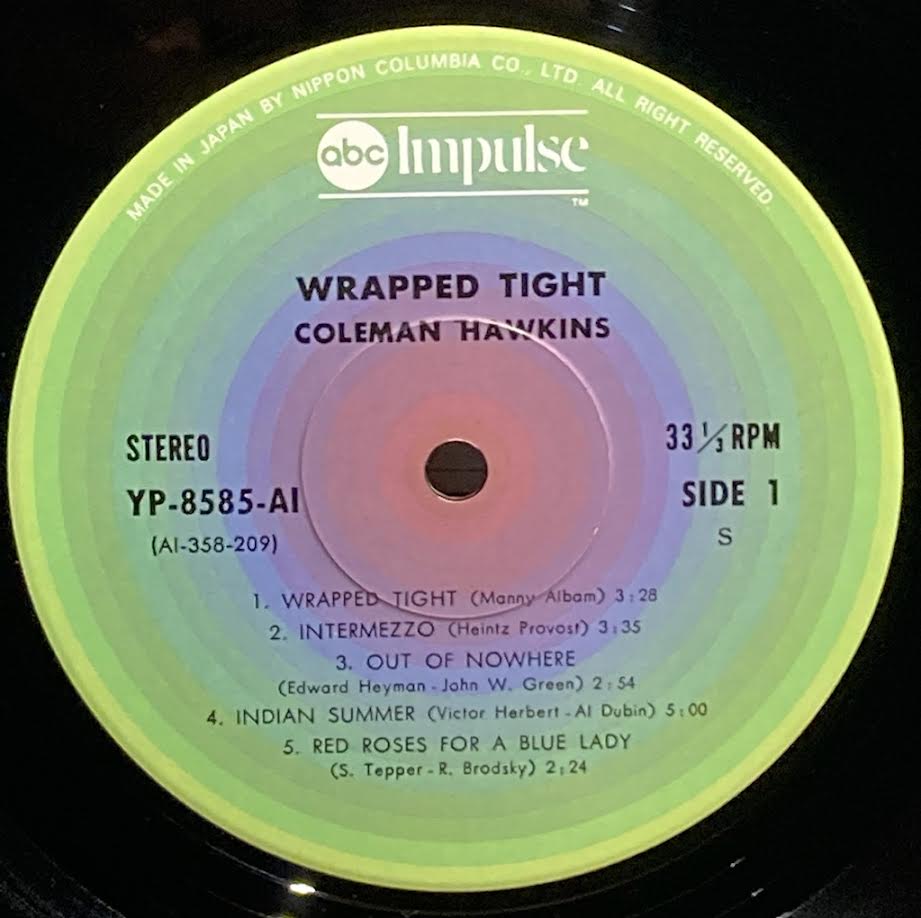 MADE IN JAPAN BY NIPPON COLUMBIA CO., LTD. ALL RIGHT RESERVED.
abc Impulse
TM
WRAPPED TIGHT
COLEMAN HAWKINS
STEREO
33 1/3 RPM
YP-8585-AI
SIDE 1
(AI-358-209)
S
1. WRAPPED TIGHT (Manny Albam) 3:28
2. INTERMEZZO (Heintz Provost) 3:35
3. OUT OF NOWHERE
(Edward Heyman - John W. Green) 2:54
4. INDIAN SUMMER (Victor Herbert - Al Dubin) 5:00
5. RED ROSES FOR A BLUE LADY
(S. Tepper - R. Brodsky) 2:24